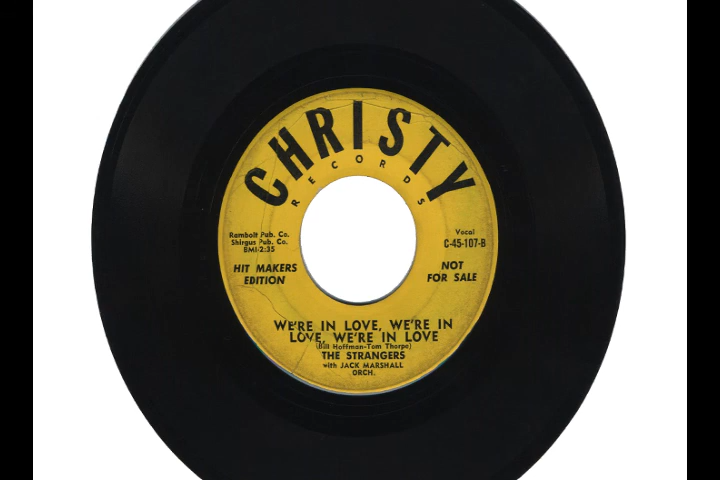 CHRISTY
RECORDS
Rambolt Pub. Co.
Shirgus Pub. Co.
BMI-2:35
Vocal
C-45-107-B
HIT MAKERS
EDITION
NOT
FOR SALE
WE'RE IN LOVE, WE'RE IN
LOVE, WE'RE IN LOVE
(Bill Hoffman-Tom Thorpe)
THE STRANGERS
with JACK MARSHALL
ORCH.